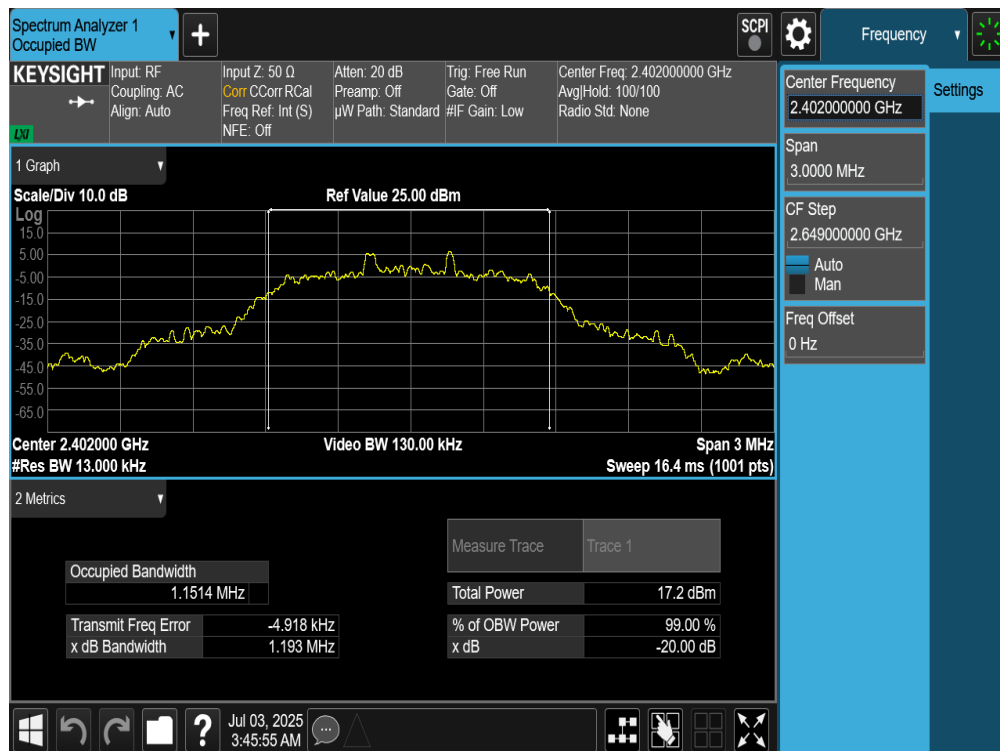 Spectrum Analyzer 1
Occupied BW
+
SCPI
Frequency
KEYSIGHT
LXI
Input: RF
Coupling: AC
Align: Auto
Input Z: 50 Ω
Corr CCorr RCal
Freq Ref: Int (S)
NFE: Off
Atten: 20 dB
Preamp: Off
µW Path: Standard
Trig: Free Run
Gate: Off
#IF Gain: Low
Center Freq: 2.402000000 GHz
Avg|Hold: 100/100
Radio Std: None
Center Frequency
2.402000000 GHz
Settings
Span
3.0000 MHz
CF Step
2.649000000 GHz
Auto
Man
Freq Offset
0 Hz
1 Graph
Scale/Div 10.0 dB
Ref Value 25.00 dBm
Log
15.0
5.00
-5.00
-15.0
-25.0
-35.0
-45.0
-55.0
-65.0
Center 2.402000 GHz
Video BW 130.00 kHz
Span 3 MHz
#Res BW 13.000 kHz
Sweep 16.4 ms (1001 pts)
2 Metrics
Measure Trace
Trace 1
Occupied Bandwidth
1.1514 MHz
Total Power
17.2 dBm
Transmit Freq Error
-4.918 kHz
% of OBW Power
99.00 %
x dB Bandwidth
1.193 MHz
x dB
-20.00 dB
?
Jul 03, 2025
3:45:55 AM